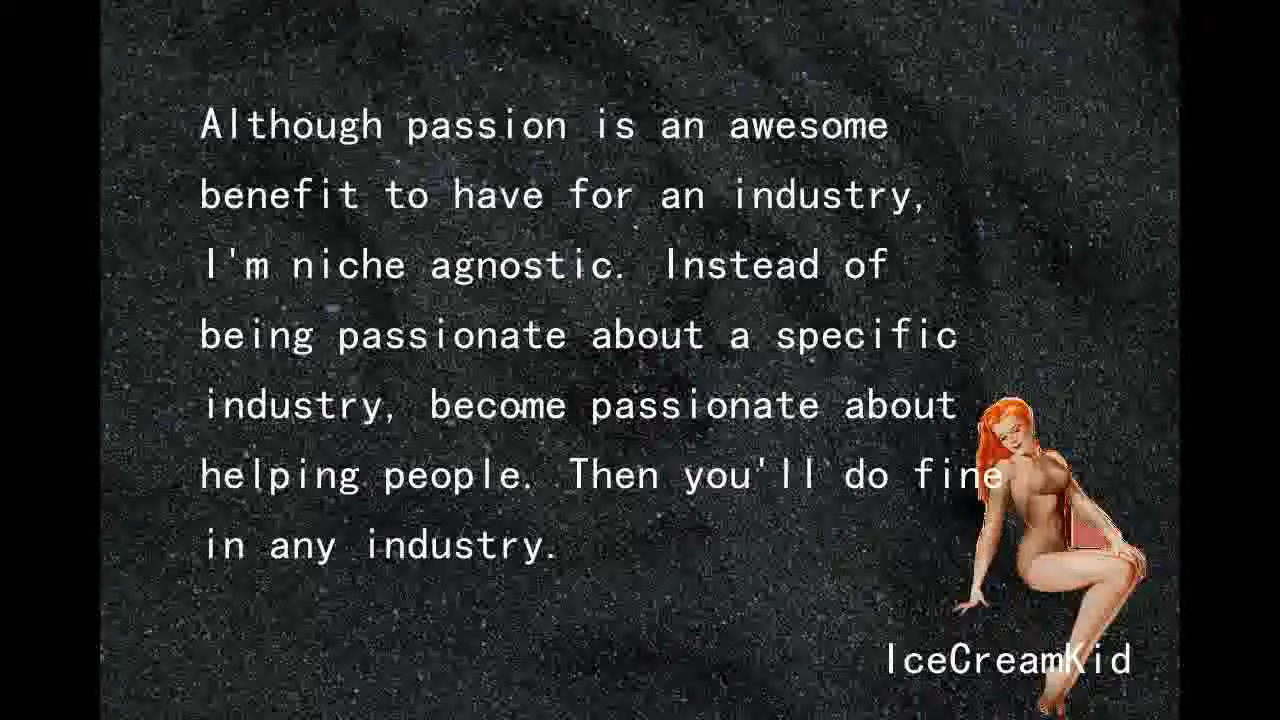 Although passion is an awesome
benefit to have for an industry,
I'm niche agnostic. Instead of
being passionate about a specific
industry, become passionate about
helping people. Then you'll do fine
in any industry.
IceCreamKid